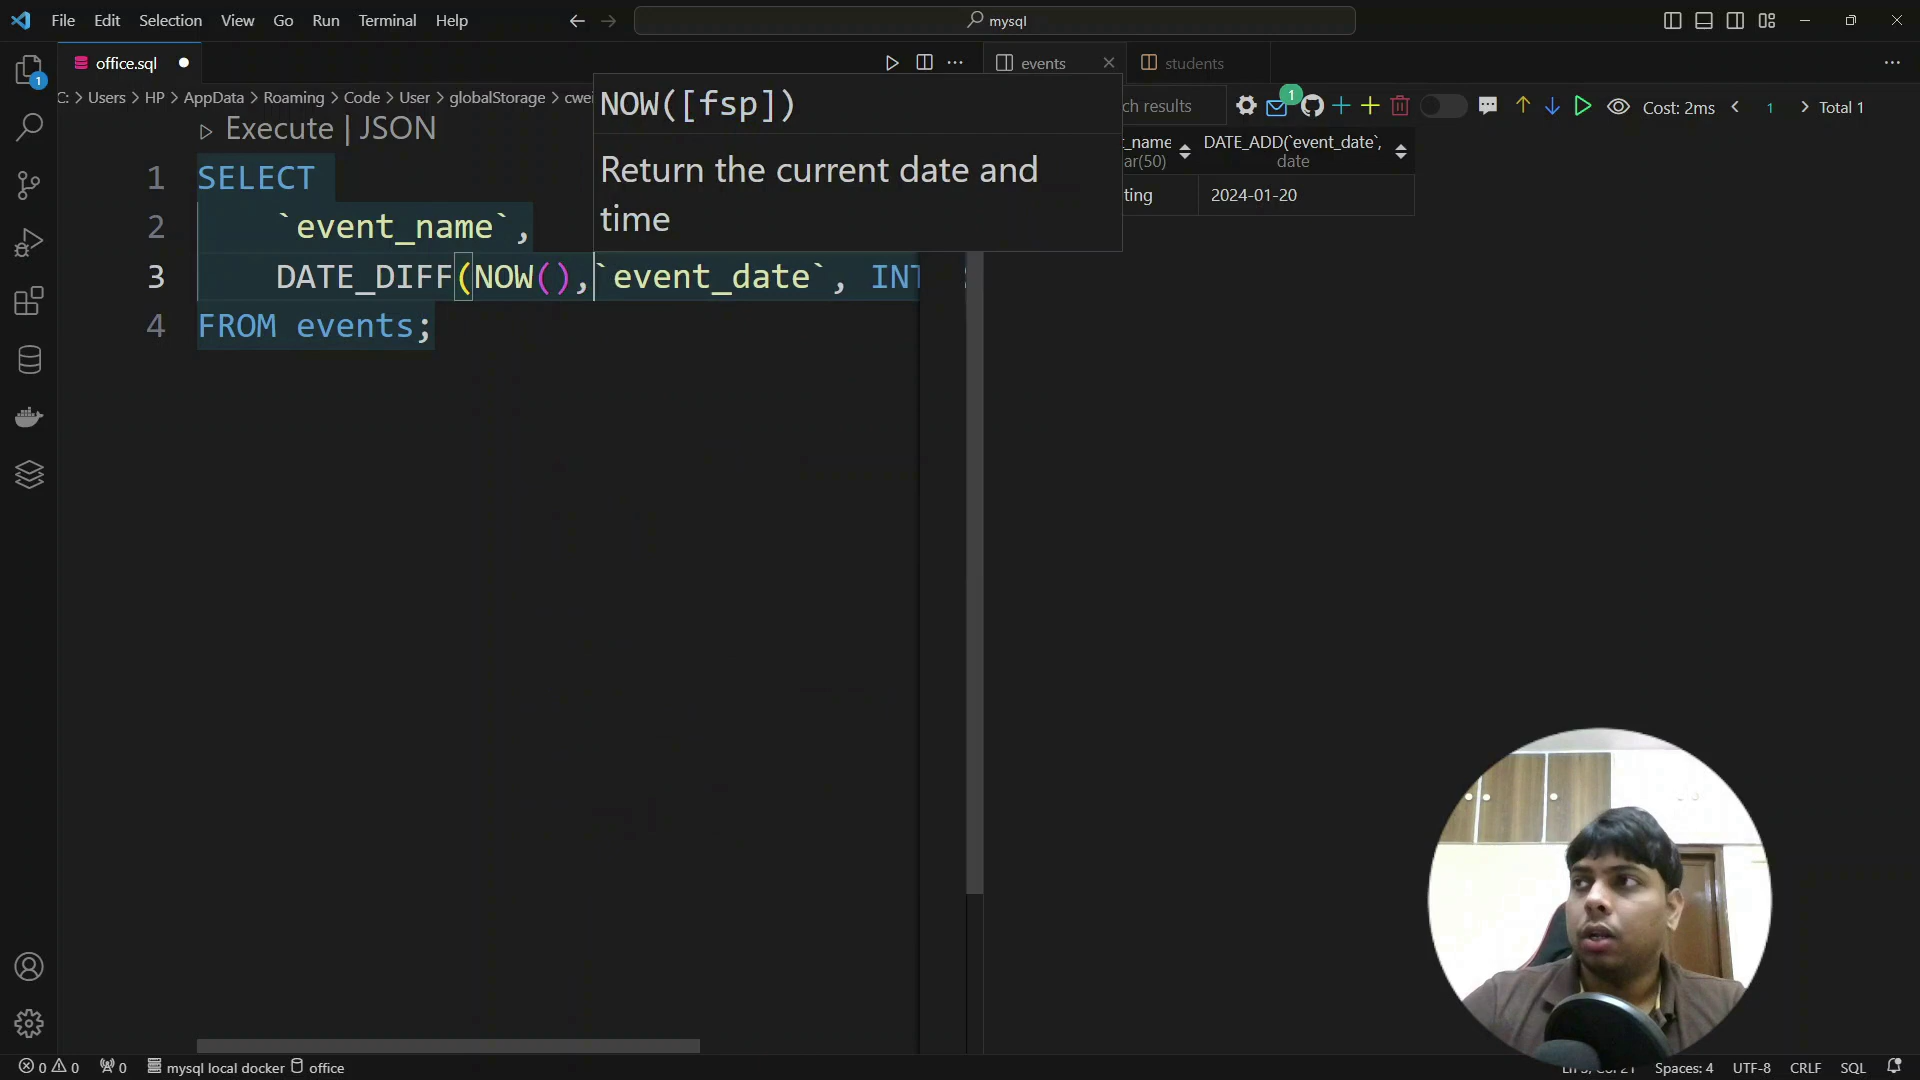 File Edit Selection View Go Run Terminal Help
mysql
office.sql
events
students
C: > Users > HP > AppData > Roaming > Code > User > globalStorage > cwei
ch results
1
Cost: 2ms < 1 > Total 1
Execute | JSON
NOW([fsp])
Return the current date and
time
_name
ar(50)
DATE_ADD(`event_date`,
date
ting
2024-01-20
1 SELECT
2 `event_name`,
3 DATE_DIFF(NOW(),`event_date`, INT
4 FROM events;
1
0 0 0 mysql local docker office
Spaces: 4 UTF-8 CRLF SQL